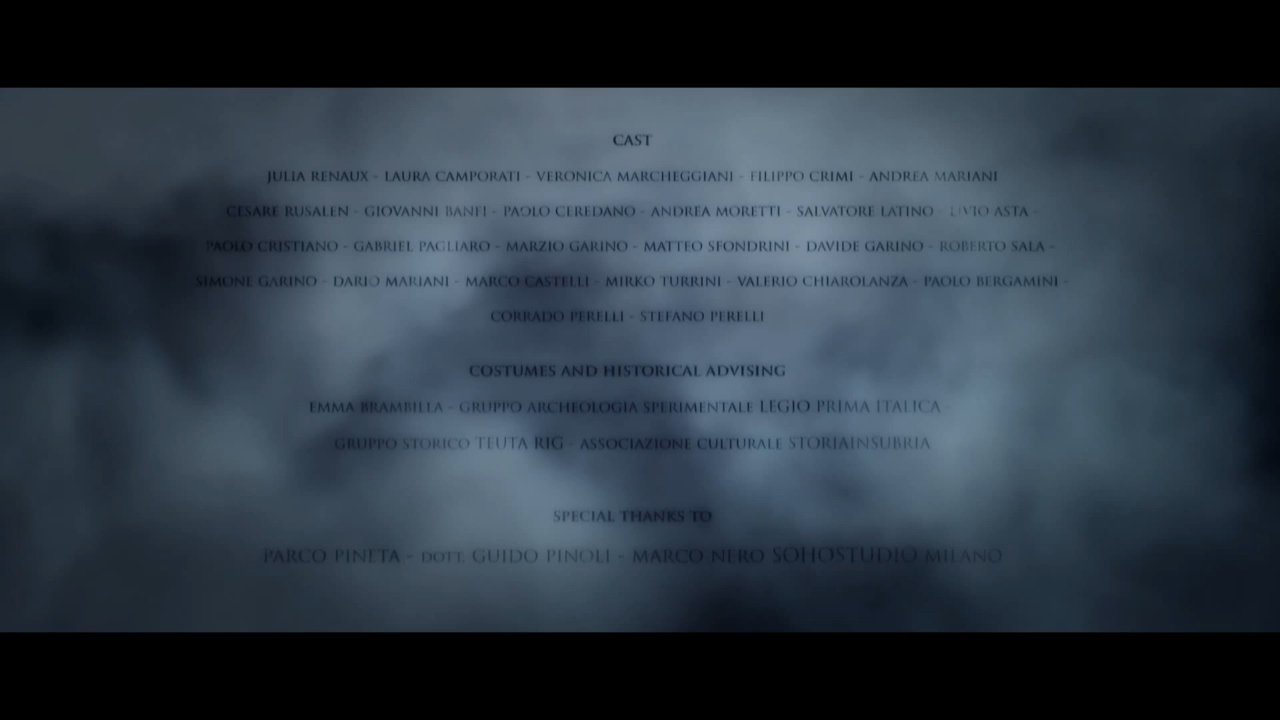 CAST
JULIA RENAUX - LAURA CAMPORATI - VERONICA MARCHEGGIANI - FILIPPO CRIMI - ANDREA MARIANI
CESARE RUSALEN - GIOVANNI BANFI - PAOLO CEREDANO - ANDREA MORETTI - SALVATORE LATINO - LIVIO ASTA -
PAOLO CRISTIANO - GABRIEL PAGLIARO - MARZIO GARINO - MATTEO SFONDRINI - DAVIDE GARINO - ROBERTO SALA -
SIMONE GARINO - DARIO MARIANI - MARCO CASTELLI - MIRKO TURRINI - VALERIO CHIAROLANZA - PAOLO BERGAMINI -
CORRADO PERELLI - STEFANO PERELLI
COSTUMES AND HISTORICAL ADVISING
EMMA BRAMBILLA - GRUPPO ARCHEOLOGIA SPERIMENTALE LEGIO PRIMA ITALICA
GRUPPO STORICO TEUTA RIG - ASSOCIAZIONE CULTURALE STORIAINSUBRIA
SPECIAL THANKS TO
PARCO PINETA - DOTT. GUIDO PINOLI - MARCO NERO SOHOSTUDIO MILANO